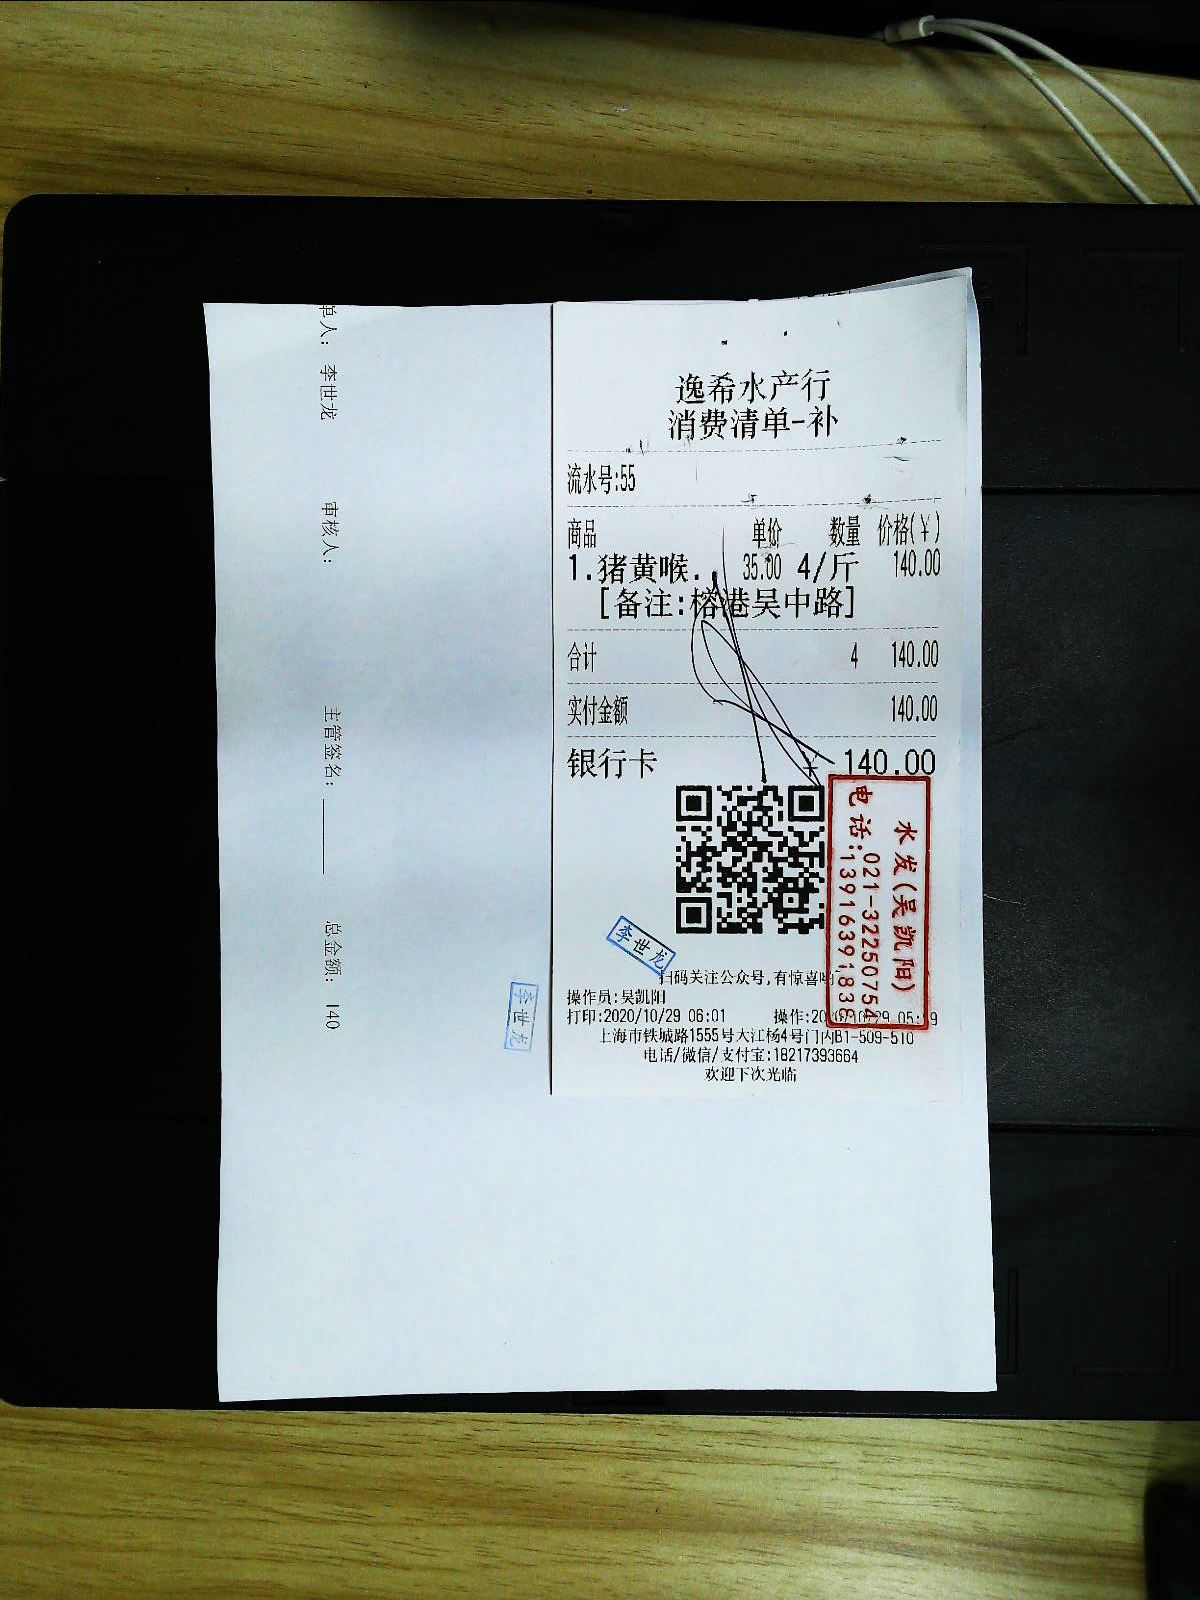 逸希水产行
消费清单-补
流水号:55
商品 单价 数量 价格(￥)
1.猪黄喉. 35.00 4/斤 140.00
[备注:榕港吴中路]
合计 4 140.00
实付金额 140.00
银行卡 ￥ 140.00
水发(吴凯阳)
电话:021-32250754
13916391836
李世龙
扫码关注公众号,有惊喜哟
操作员:吴凯阳
打印:2020/10/29 06:01 操作:
上海市铁城路1555号大江杨4号门内B1-509-510
电话/微信/支付宝:18217393664
欢迎下次光临
李世龙
单人: 李世龙 审核人: 主管签名: 总金额: 140